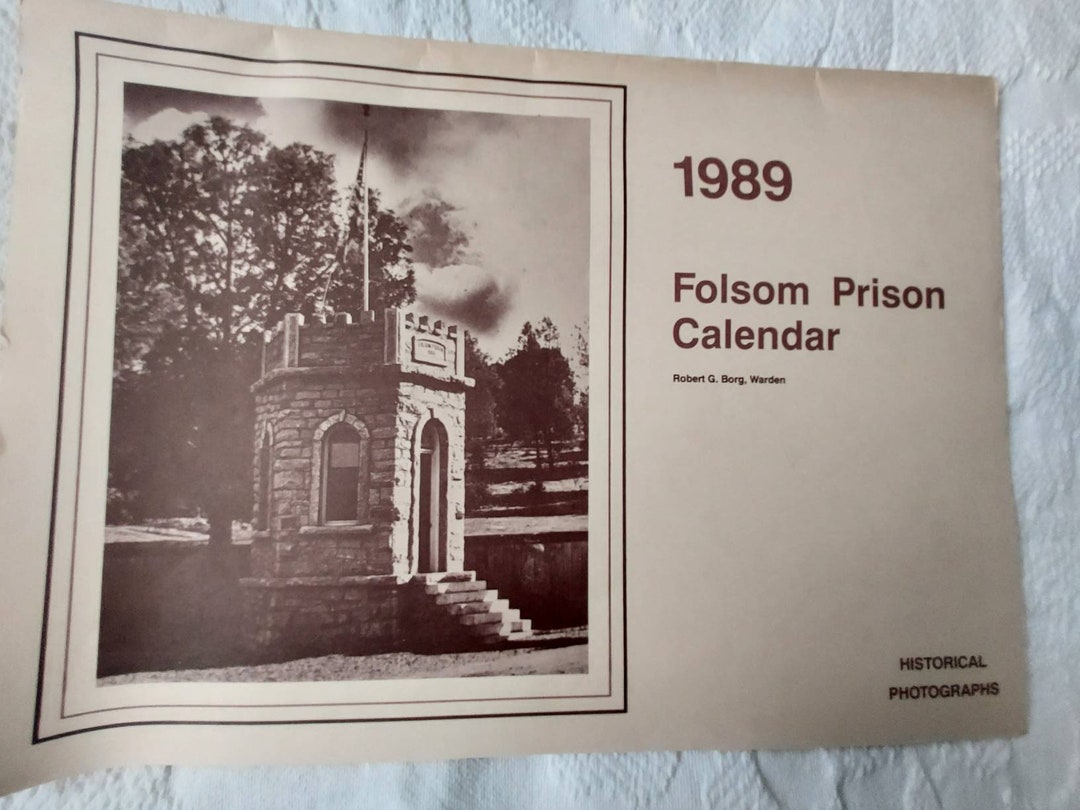 1989
Folsom Prison
Calendar
Robert G. Borg, Warden
HISTORICAL
PHOTOGRAPHS